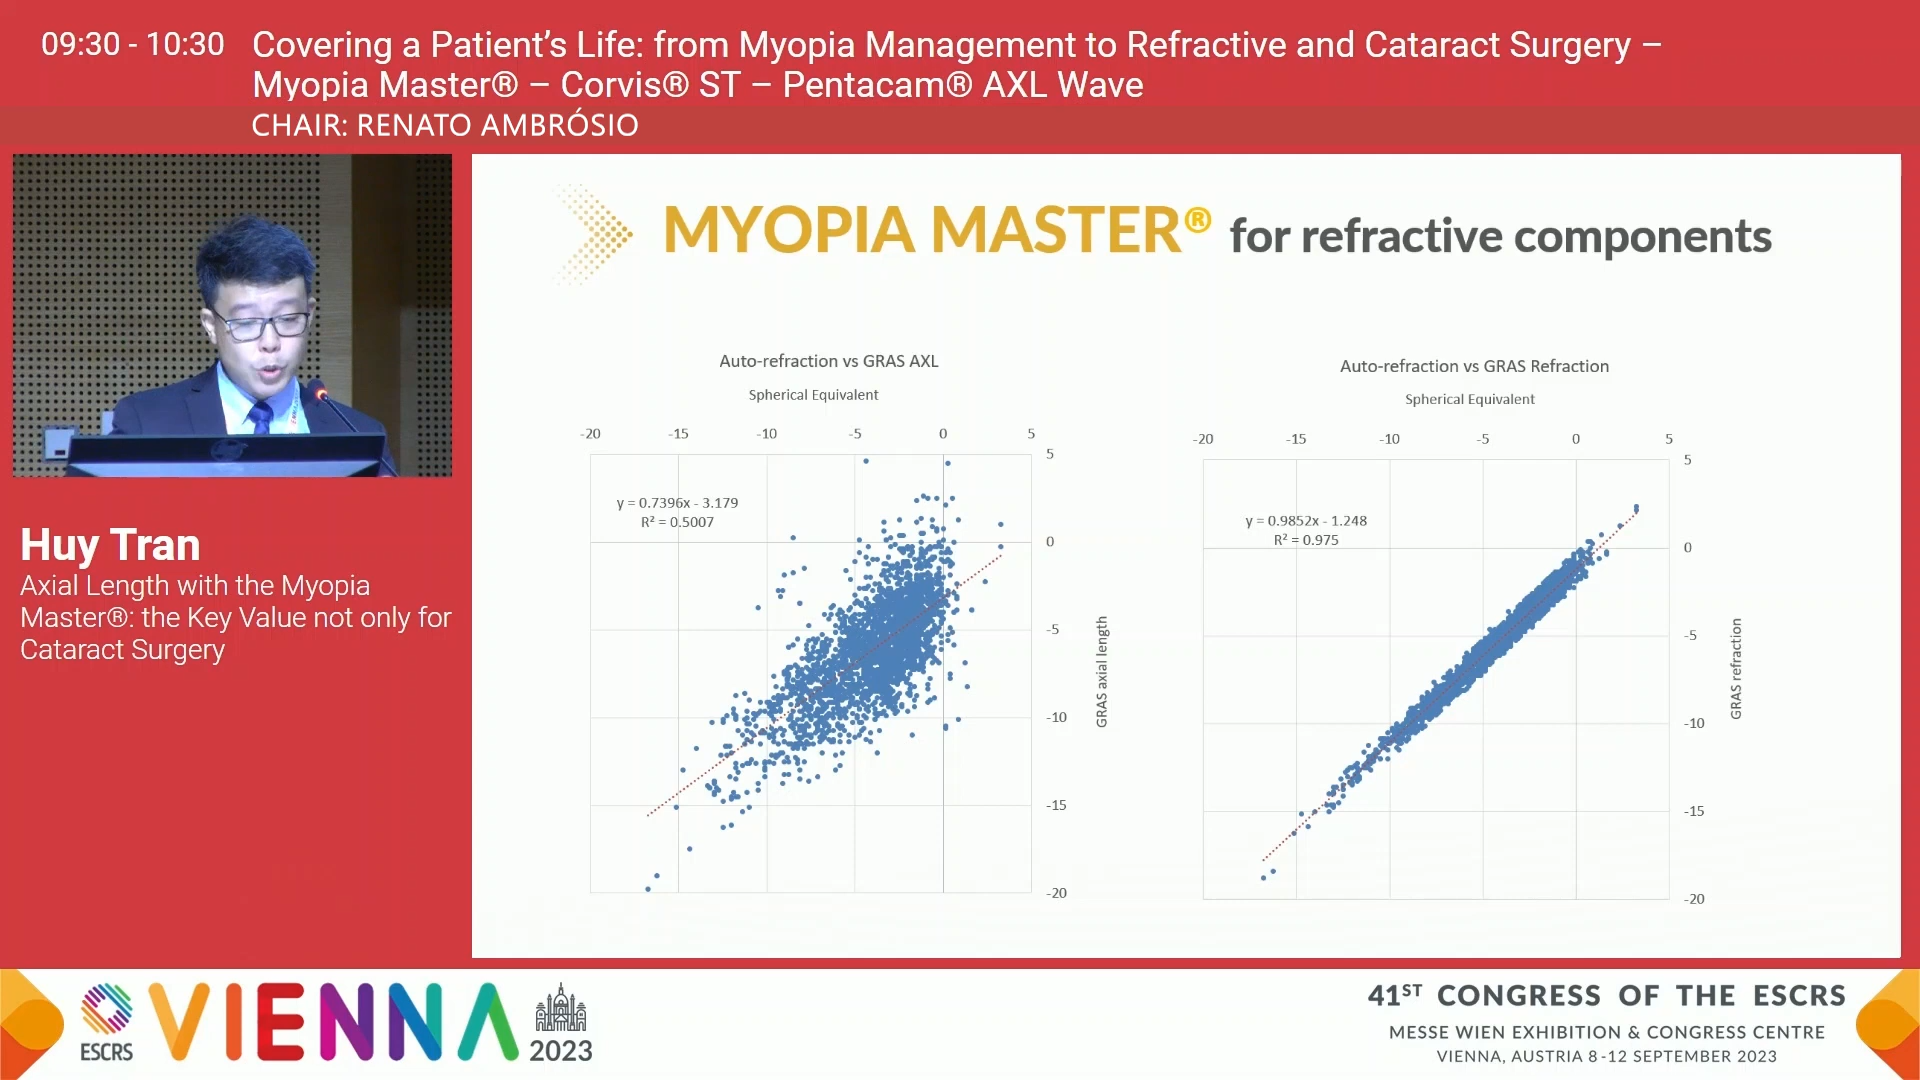 09:30 - 10:30
Covering a Patient's Life: from Myopia Management to Refractive and Cataract Surgery –
Myopia Master® – Corvis® ST – Pentacam® AXL Wave
CHAIR: RENATO AMBRÓSIO
Huy Tran
Axial Length with the Myopia
Master®: the Key Value not only for
Cataract Surgery
MYOPIA MASTER® for refractive components
Auto-refraction vs GRAS AXL
Spherical Equivalent
-20 -15 -10 -5 0 5
5
y = 0.7396x - 3.179
R² = 0.5007
0
-5
-10
-15
-20
GRAS axial length
Auto-refraction vs GRAS Refraction
Spherical Equivalent
-20 -15 -10 -5 0 5
5
y = 0.9852x - 1.248
R² = 0.975
0
-5
-10
-15
-20
GRAS refraction
ESCRS
VIENNA
2023
41ST CONGRESS OF THE ESCRS
MESSE WIEN EXHIBITION & CONGRESS CENTRE
VIENNA, AUSTRIA 8-12 SEPTEMBER 2023